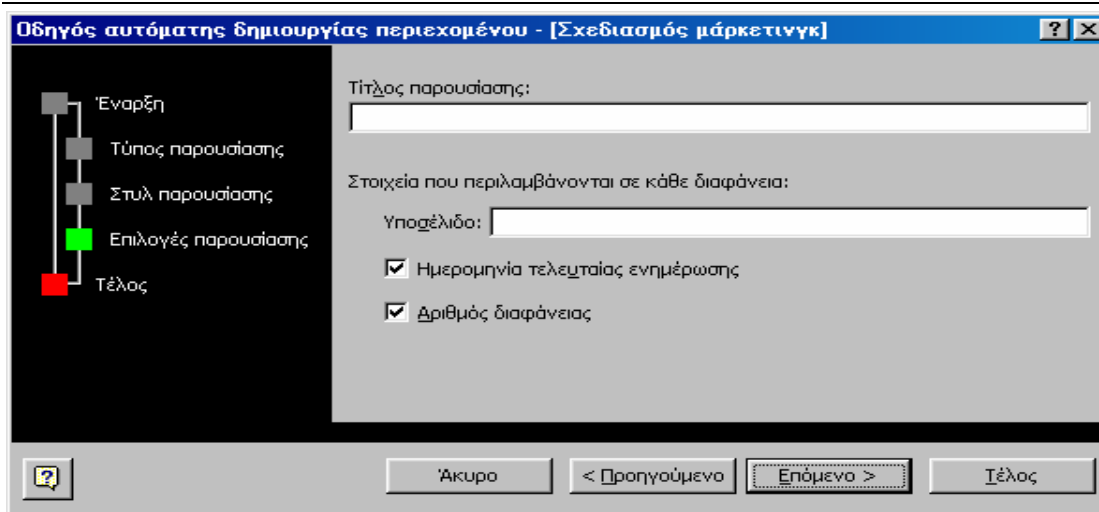 Οδηγός αυτόματης δημιουργίας περιεχομένου - [Σχεδιασμός μάρκετινγκ]
Έναρξη
Τύπος παρουσίασης
Στυλ παρουσίασης
Επιλογές παρουσίασης
Τέλος
Τίτλος παρουσίασης:
Στοιχεία που περιλαμβάνονται σε κάθε διαφάνεια:
Υποσέλιδο:
Ημερομηνία τελευταίας ενημέρωσης
Αριθμός διαφάνειας
Άκυρο
< Προηγούμενο
Επόμενο >
Τέλος